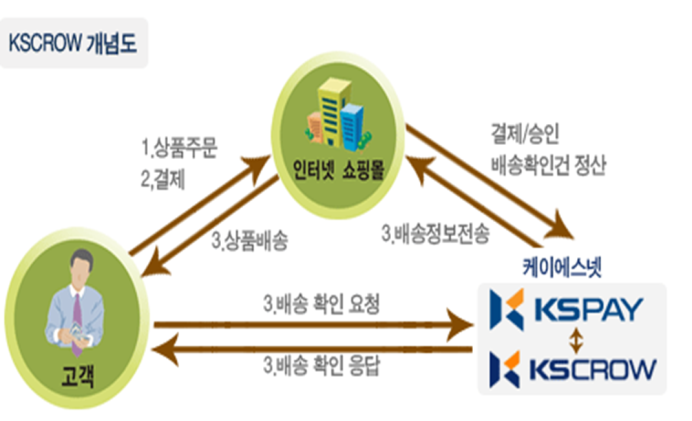 KSCROW 개념도
1.상품주문
2,결제
인터넷 쇼핑몰
결제/승인
배송확인건 정산
3.상품배송
3.배송정보전송
케이에스넷
KSPAY
KSCROW
3.배송 확인 요청
3.배송 확인 응답
고객